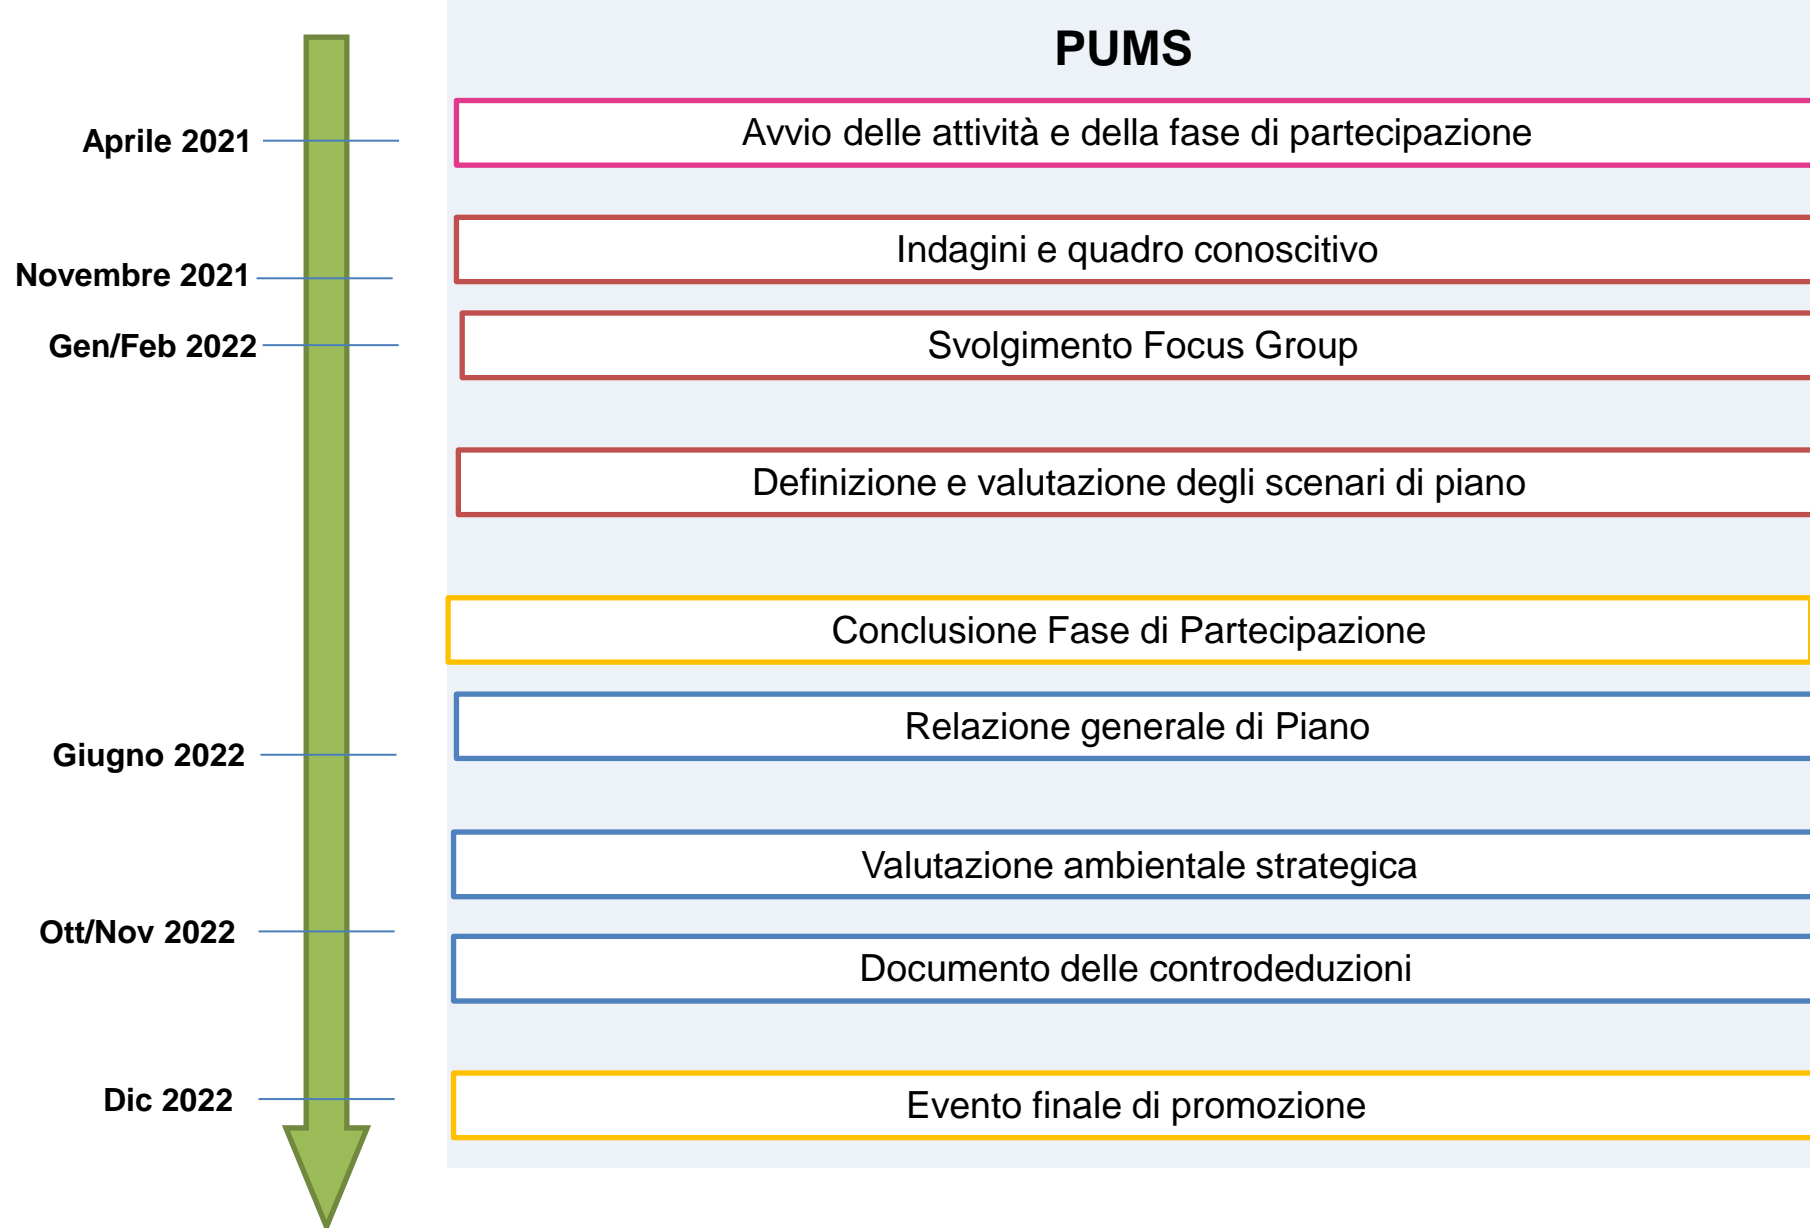 PUMS
Aprile 2021
Avvio delle attività e della fase di partecipazione
Novembre 2021
Indagini e quadro conoscitivo
Gen/Feb 2022
Svolgimento Focus Group
Definizione e valutazione degli scenari di piano
Conclusione Fase di Partecipazione
Relazione generale di Piano
Giugno 2022
Valutazione ambientale strategica
Ott/Nov 2022
Documento delle controdeduzioni
Dic 2022
Evento finale di promozione